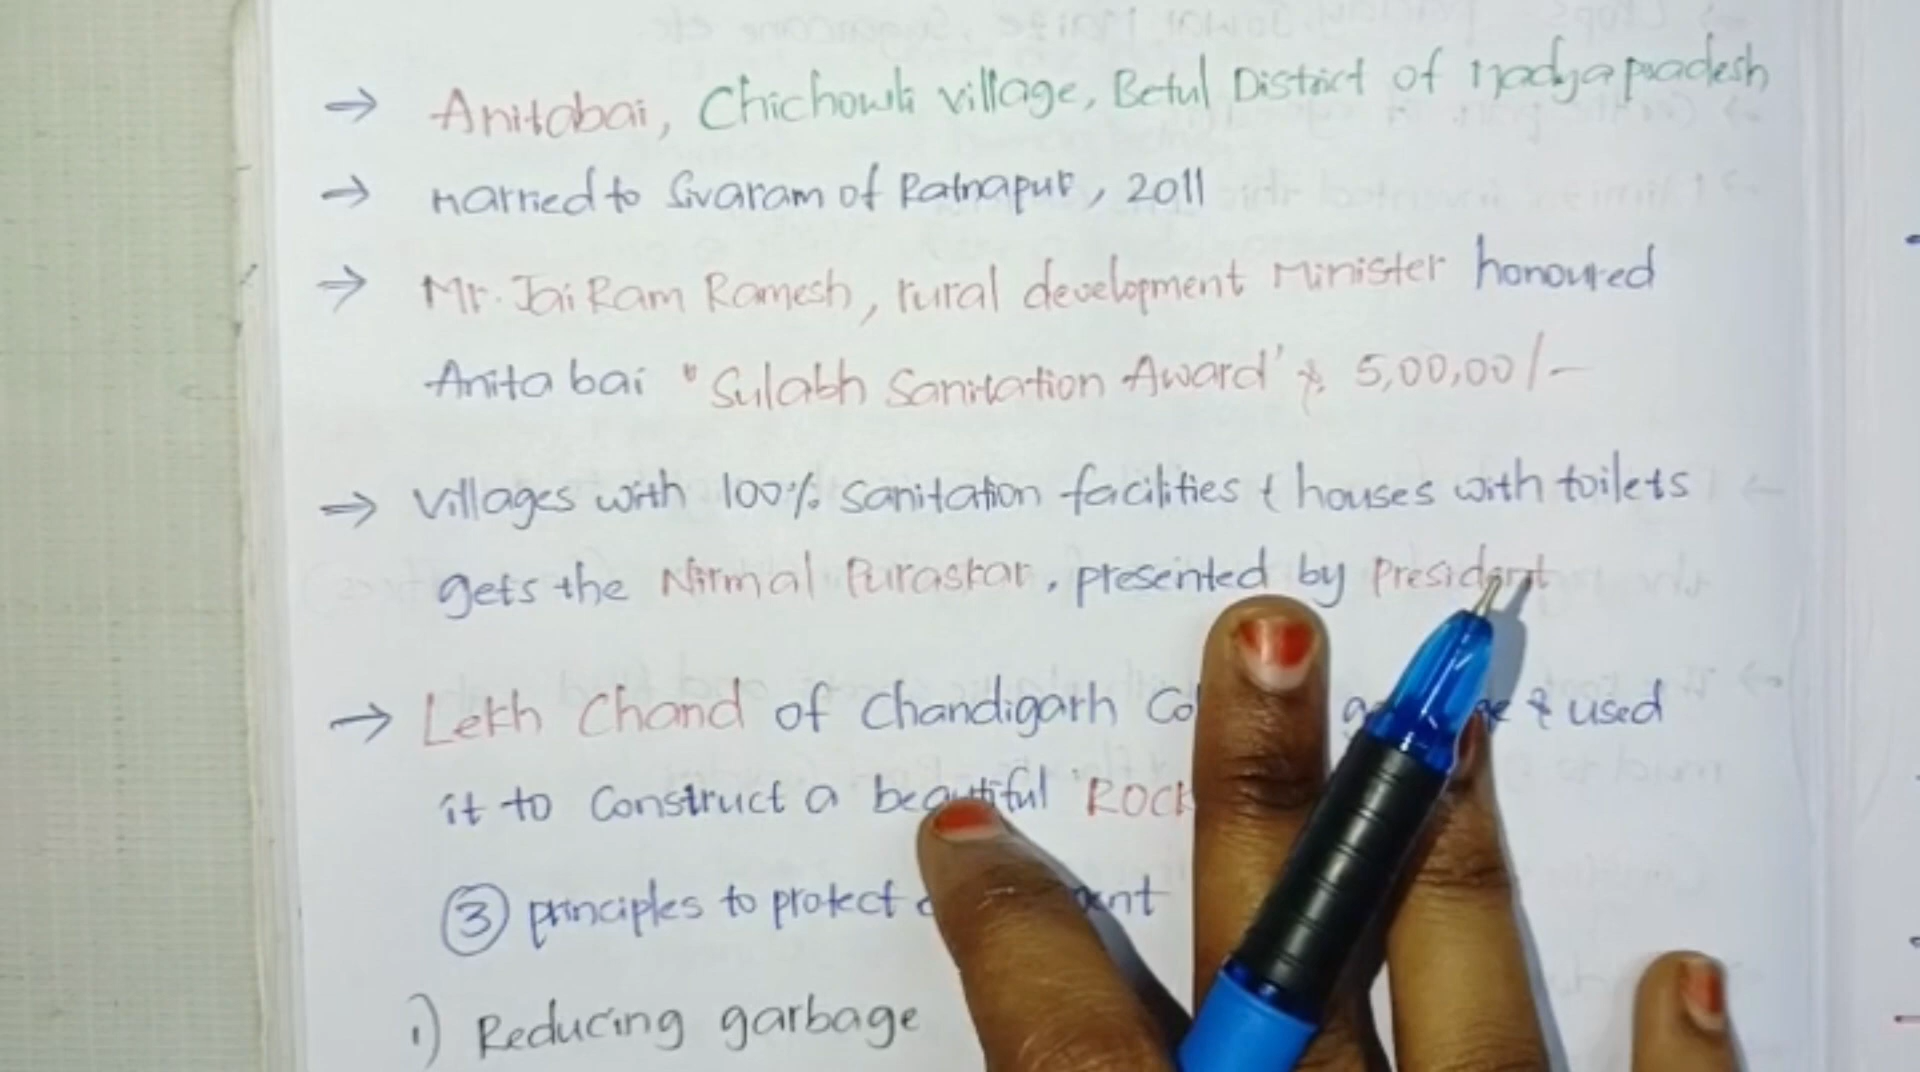 → Anitabai, Chichowli village, Betul District of Madyapradesh
→ Married to Sivaram of Ratnapur, 2011
→ Mr. Jai Ram Ramesh, rural development Minister honoured
Anita bai "Sulabh Sanitation Award' & 5,00,00/-
→ Villages with 100% sanitation facilities & houses with toilets
gets the Nirmal Puraskar, presented by President
→ Lekh Chand of Chandigarh & used
it to Construct a beautiful 'Rock
③ principles to protect
i) Reducing garbage